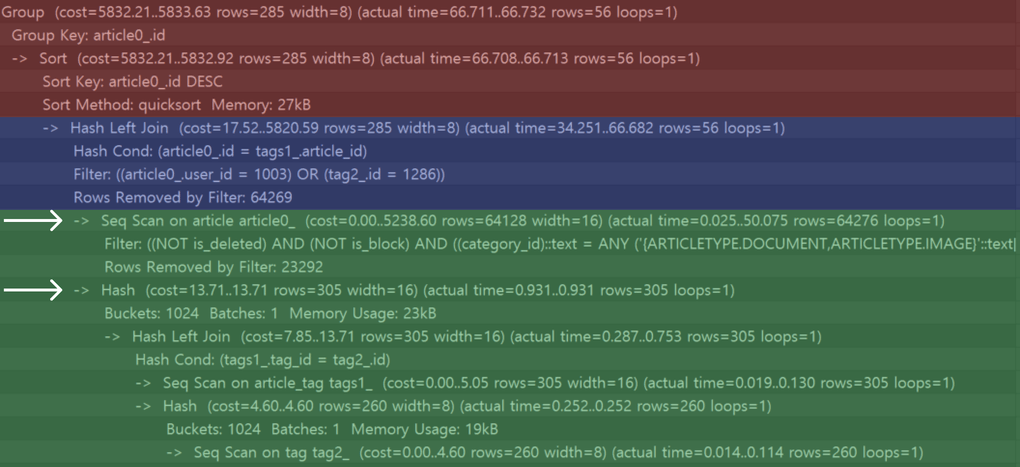 Group (cost=5832.21..5833.63 rows=285 width=8) (actual time=66.711..66.732 rows=56 loops=1)
Group Key: article0_.id
-> Sort (cost=5832.21..5832.92 rows=285 width=8) (actual time=66.708..66.713 rows=56 loops=1)
Sort Key: article0_.id DESC
Sort Method: quicksort Memory: 27kB
-> Hash Left Join (cost=17.52..5820.59 rows=285 width=8) (actual time=34.251..66.682 rows=56 loops=1)
Hash Cond: (article0_.id = tags1_.article_id)
Filter: ((article0_.user_id = 1003) OR (tag2_.id = 1286))
Rows Removed by Filter: 64269
-> Seq Scan on article article0_ (cost=0.00..5238.60 rows=64128 width=16) (actual time=0.025..50.075 rows=64276 loops=1)
Filter: ((NOT is_deleted) AND (NOT is_block) AND ((category_id)::text = ANY ('{ARTICLETYPE.DOCUMENT,ARTICLETYPE.IMAGE}'::text[
Rows Removed by Filter: 23292
-> Hash (cost=13.71..13.71 rows=305 width=16) (actual time=0.931..0.931 rows=305 loops=1)
Buckets: 1024 Batches: 1 Memory Usage: 23kB
-> Hash Left Join (cost=7.85..13.71 rows=305 width=16) (actual time=0.287..0.753 rows=305 loops=1)
Hash Cond: (tags1_.tag_id = tag2_.id)
-> Seq Scan on article_tag tags1_ (cost=0.00..5.05 rows=305 width=16) (actual time=0.019..0.130 rows=305 loops=1)
-> Hash (cost=4.60..4.60 rows=260 width=8) (actual time=0.252..0.252 rows=260 loops=1)
Buckets: 1024 Batches: 1 Memory Usage: 19kB
-> Seq Scan on tag tag2_ (cost=0.00..4.60 rows=260 width=8) (actual time=0.014..0.114 rows=260 loops=1)